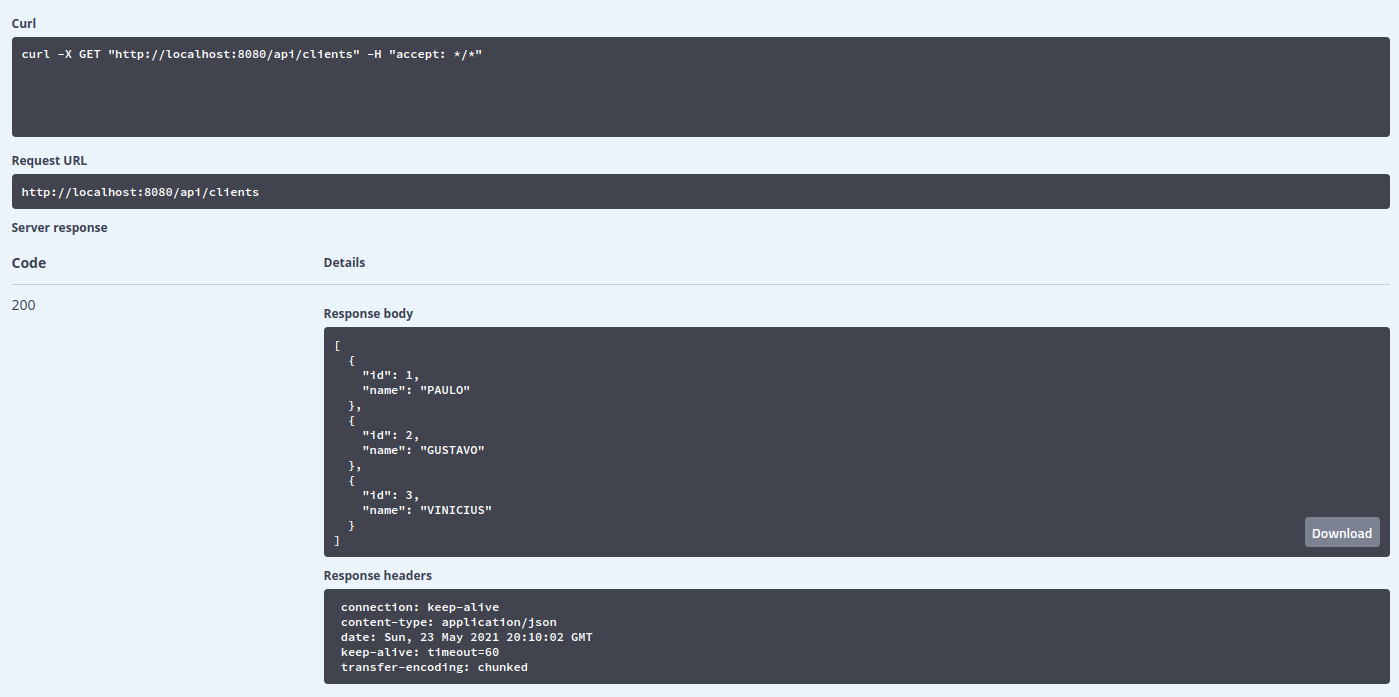 Curl
curl -X GET "http://localhost:8080/api/clients" -H "accept: */*"
Request URL
http://localhost:8080/api/clients
Server response
Code Details
200
Response body
[
  {
    "id": 1,
    "name": "PAULO"
  },
  {
    "id": 2,
    "name": "GUSTAVO"
  },
  {
    "id": 3,
    "name": "VINICIUS"
  }
]
Download
Response headers
connection: keep-alive
content-type: application/json
date: Sun, 23 May 2021 20:10:02 GMT
keep-alive: timeout=60
transfer-encoding: chunked